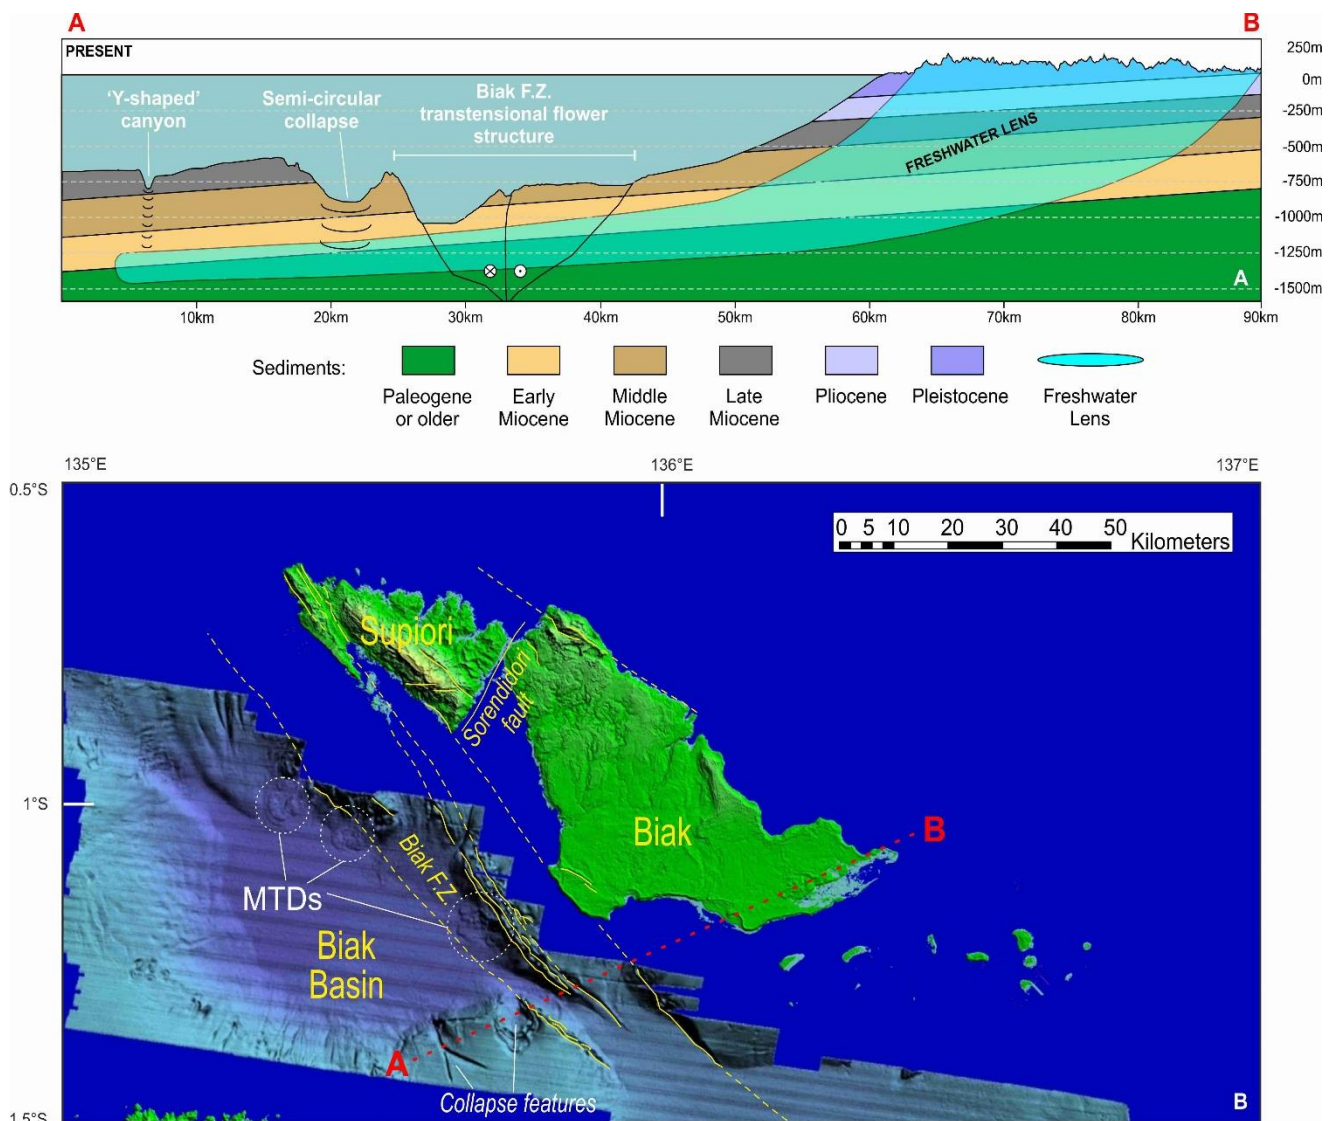 A
B
PRESENT
'Y-shaped'
canyon
Semi-circular
collapse
Biak F.Z.
transtensional flower
structure
FRESHWATER LENS
250m
0m
-250m
-500m
-750m
-1000m
-1250m
-1500m
A
10km
20km
30km
40km
50km
60km
70km
80km
90km
Sediments:
Paleogene
or older
Early
Miocene
Middle
Miocene
Late
Miocene
Pliocene
Pleistocene
Freshwater
Lens
135°E
136°E
137°E
0.5°S
0 5 10 20 30 40 50
Kilometers
Supiori
Sorendidori
fault
1°S
Biak
B
Biak F.Z.
MTDs
Biak
Basin
A
Collapse features
B
1.5°S